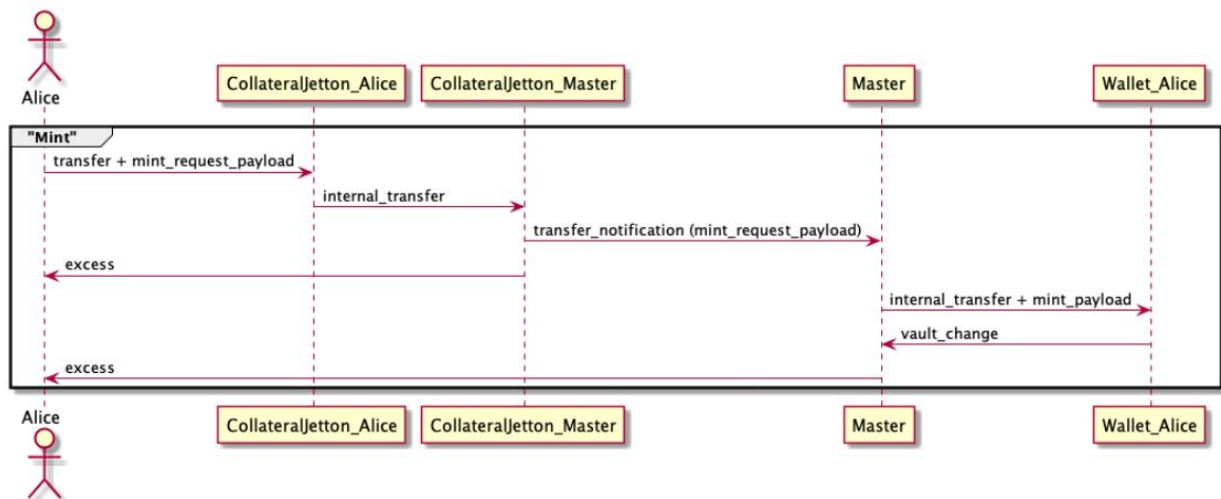 Alice
CollateralJetton_Alice
CollateralJetton_Master
Master
Wallet_Alice
"Mint"
transfer + mint_request_payload
internal_transfer
transfer_notification (mint_request_payload)
excess
internal_transfer + mint_payload
vault_change
excess
Alice
CollateralJetton_Alice
CollateralJetton_Master
Master
Wallet_Alice